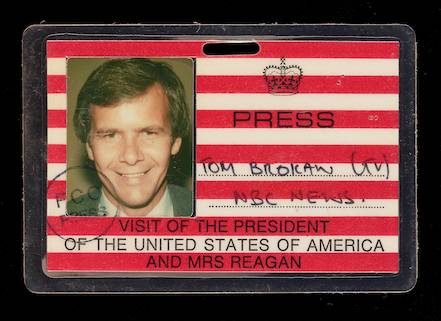 PRESS
TOM BROKAW (TV)
NBC NEWS.
FCO
PRESS
VISIT OF THE PRESIDENT
OF THE UNITED STATES OF AMERICA
AND MRS REAGAN